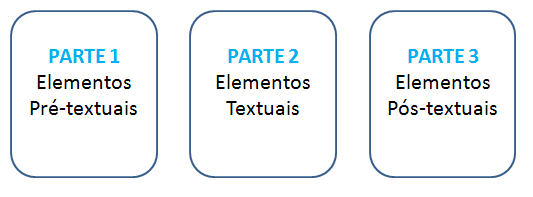 PARTE 1
Elementos
Pré-textuais
PARTE 2
Elementos
Textuais
PARTE 3
Elementos
Pós-textuais